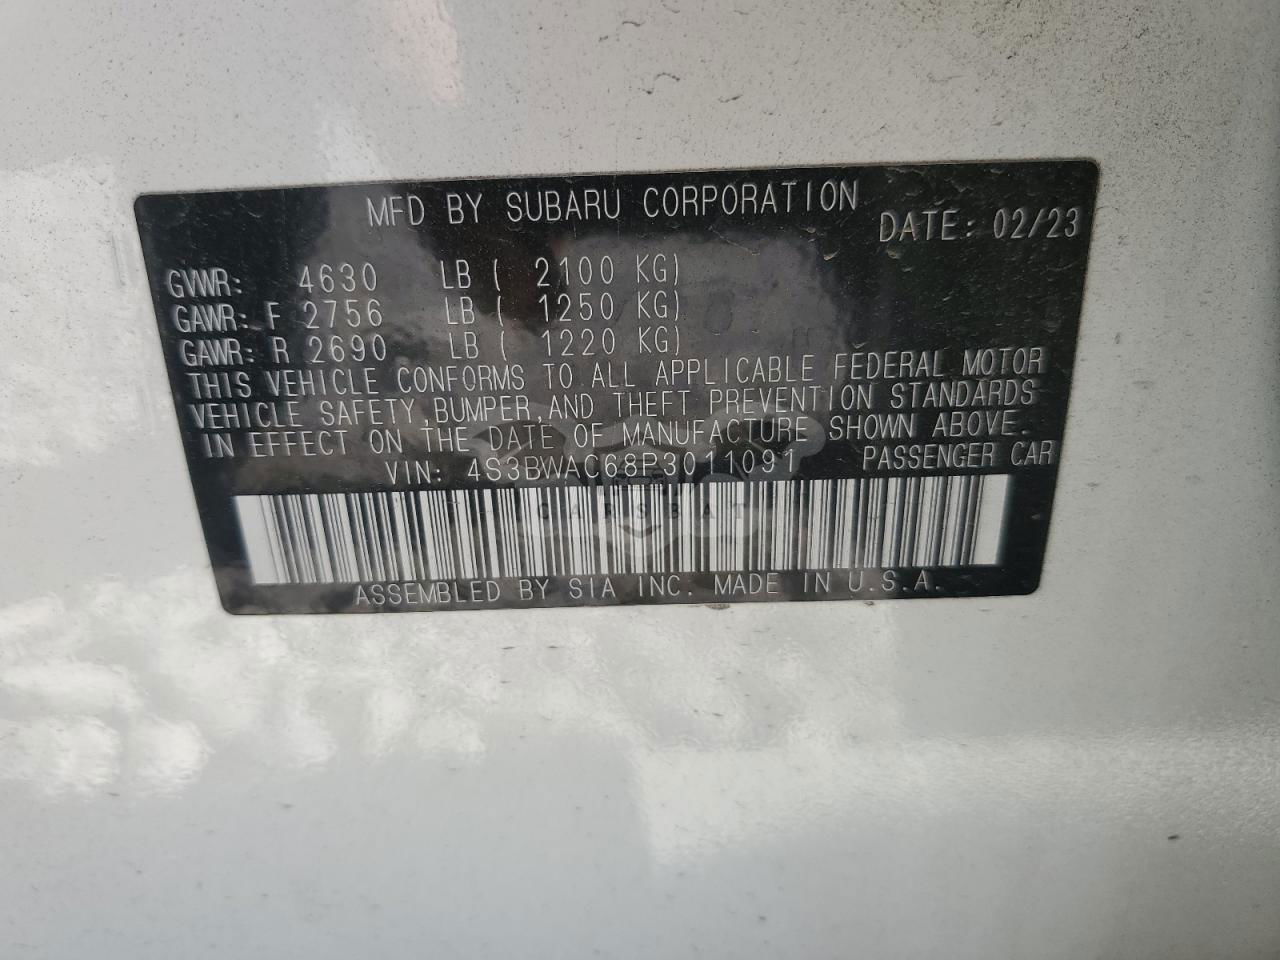 MFD BY SUBARU CORPORATION
DATE: 02/23
GVWR: 4630 LB ( 2100 KG)
GAWR: F 2756 LB ( 1250 KG)
GAWR: R 2690 LB ( 1220 KG)
THIS VEHICLE CONFORMS TO ALL APPLICABLE FEDERAL MOTOR
VEHICLE SAFETY,BUMPER,AND THEFT PREVENTION STANDARDS
IN EFFECT ON THE DATE OF MANUFACTURE SHOWN ABOVE.
VIN: 4S3BWAC68P3011091 PASSENGER CAR
CARSBAT
ASSEMBLED BY SIA INC. MADE IN U.S.A.